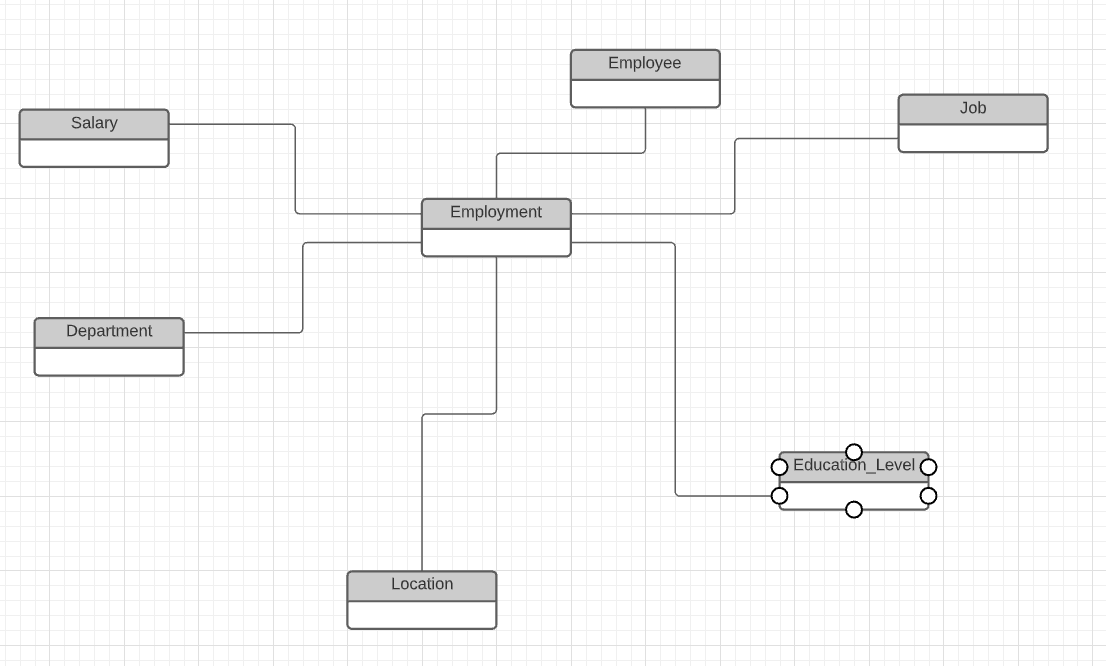 Employee
Job
Salary
Employment
Department
Education_Level
Location